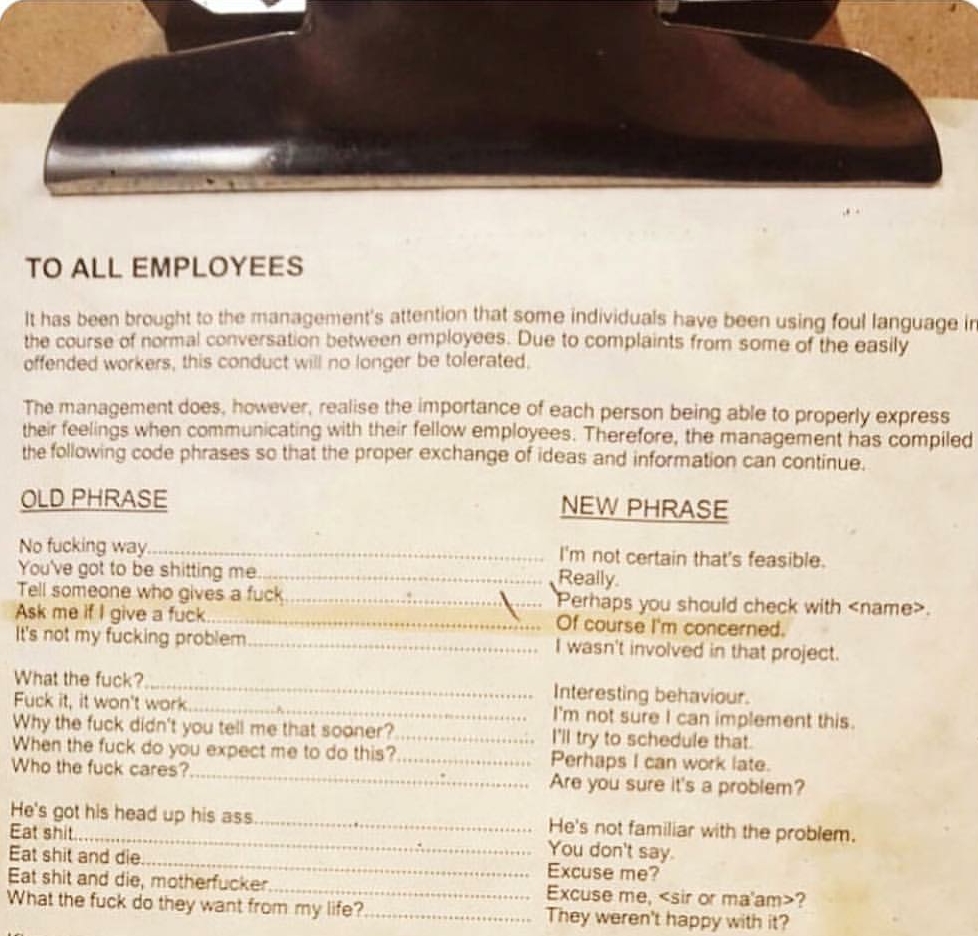 TO ALL EMPLOYEES
It has been brought to the management's attention that some individuals have been using foul language in
the course of normal conversation between employees. Due to complaints from some of the easily
offended workers, this conduct will no longer be tolerated.
The management does, however, realise the importance of each person being able to properly express
their feelings when communicating with their fellow employees. Therefore, the management has compiled
the following code phrases so that the proper exchange of ideas and information can continue.
OLD PHRASE NEW PHRASE
No fucking way I'm not certain that's feasible.
You've got to be shitting me Really.
Tell someone who gives a fuck Perhaps you should check with <name>.
Ask me if I give a fuck Of course I'm concerned.
It's not my fucking problem I wasn't involved in that project.
What the fuck? Interesting behaviour.
Fuck it, it won't work I'm not sure I can implement this.
Why the fuck didn't you tell me that sooner? I'll try to schedule that.
When the fuck do you expect me to do this? Perhaps I can work late.
Who the fuck cares? Are you sure it's a problem?
He's got his head up his ass He's not familiar with the problem.
Eat shit You don't say.
Eat shit and die Excuse me?
Eat shit and die, motherfucker Excuse me, <sir or ma'am>?
What the fuck do they want from my life? They weren't happy with it?